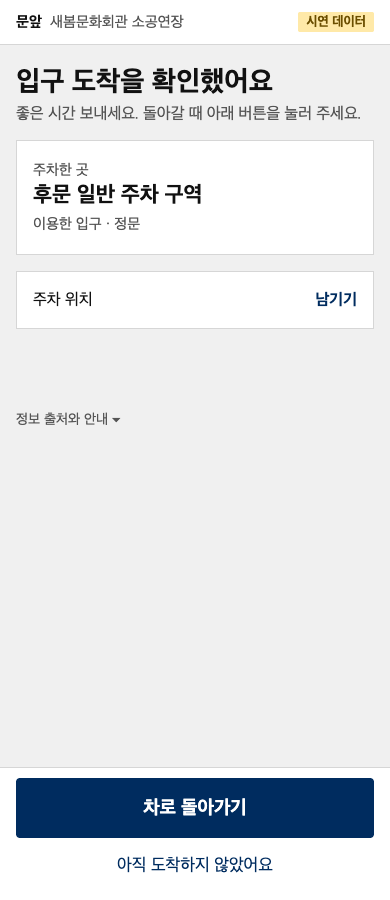 문앞 새봄문화회관 소공연장 시연 데이터
입구 도착을 확인했어요
좋은 시간 보내세요. 돌아갈 때 아래 버튼을 눌러 주세요.
주차한 곳
후문 일반 주차 구역
이용한 입구 · 정문
주차 위치 남기기
정보 출처와 안내
차로 돌아가기
아직 도착하지 않았어요